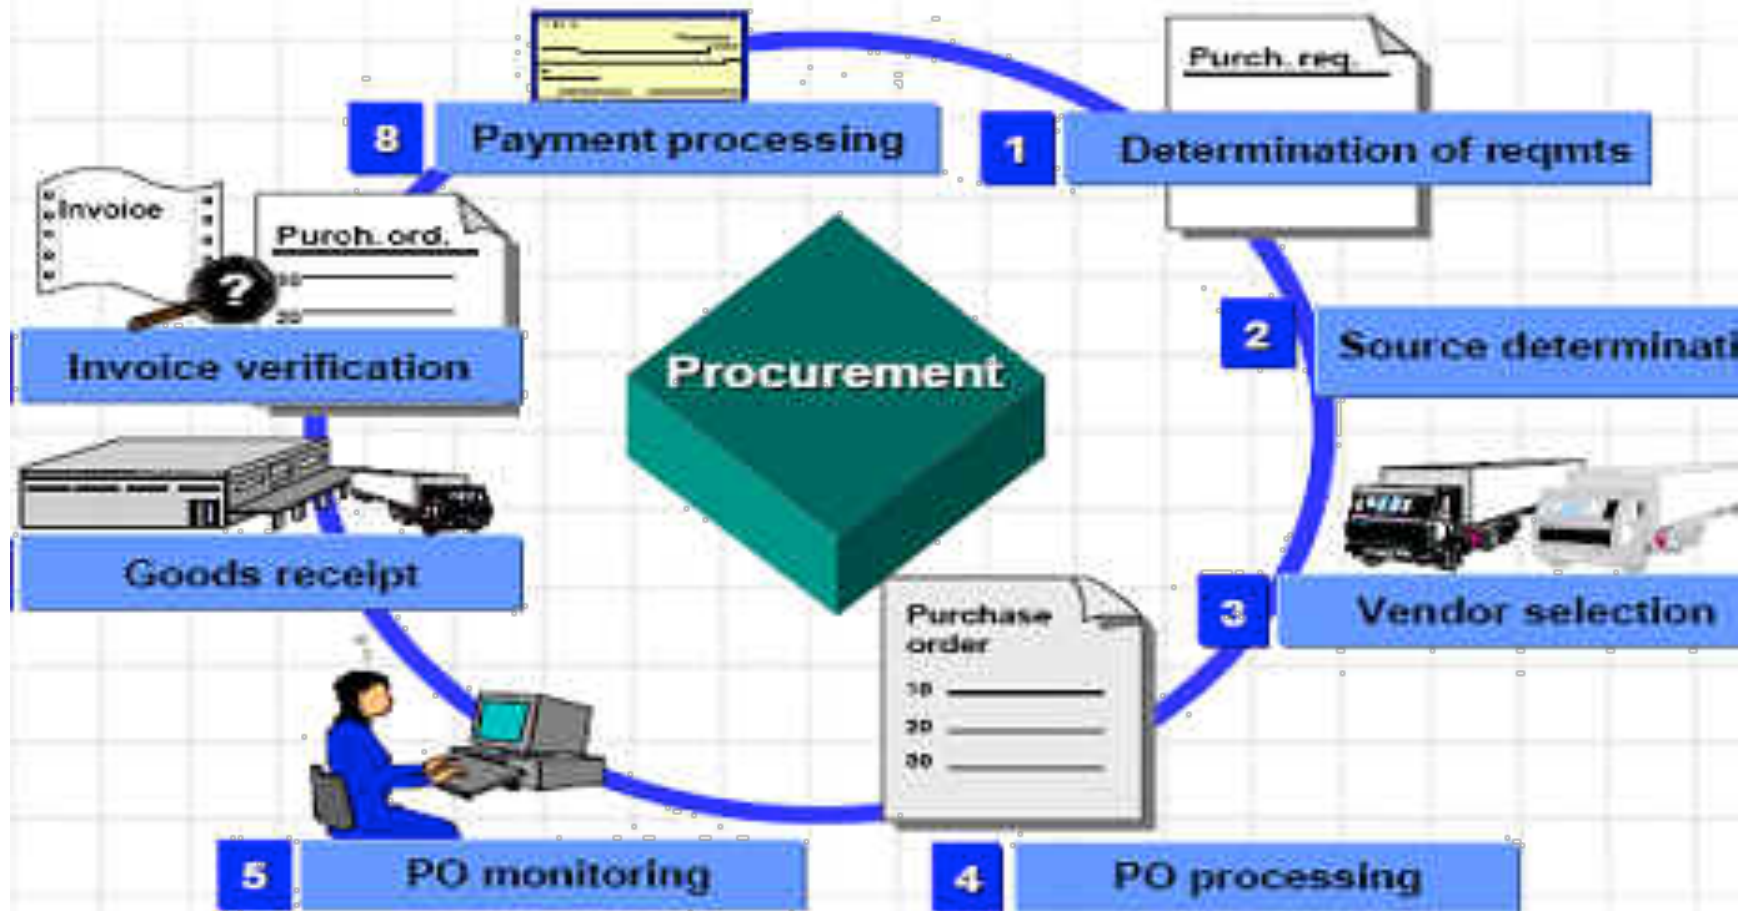 Purch. req.
8
Payment processing
1
Determination of reqmts
Invoice
Purch. ord.
?
20
2
Source determinati
Invoice verification
Procurement
Goods receipt
3
Vendor selection
Purchase
order
10
20
30
5
PO monitoring
4
PO processing